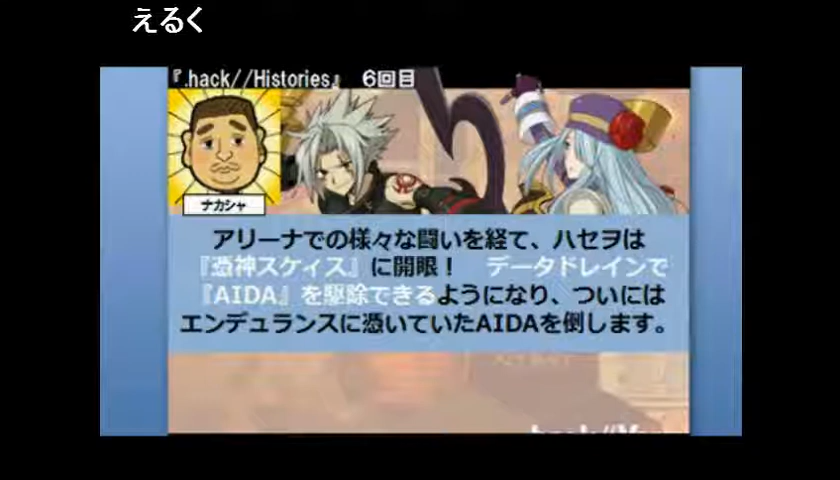 えるく
『.hack//Histories』 6回目
ナカシャ
アリーナでの様々な闘いを経て、ハセヲは
『憑神スケィス』に開眼！ データドレインで
『AIDA』を駆除できるようになり、ついには
エンデュランスに憑いていたAIDAを倒します。